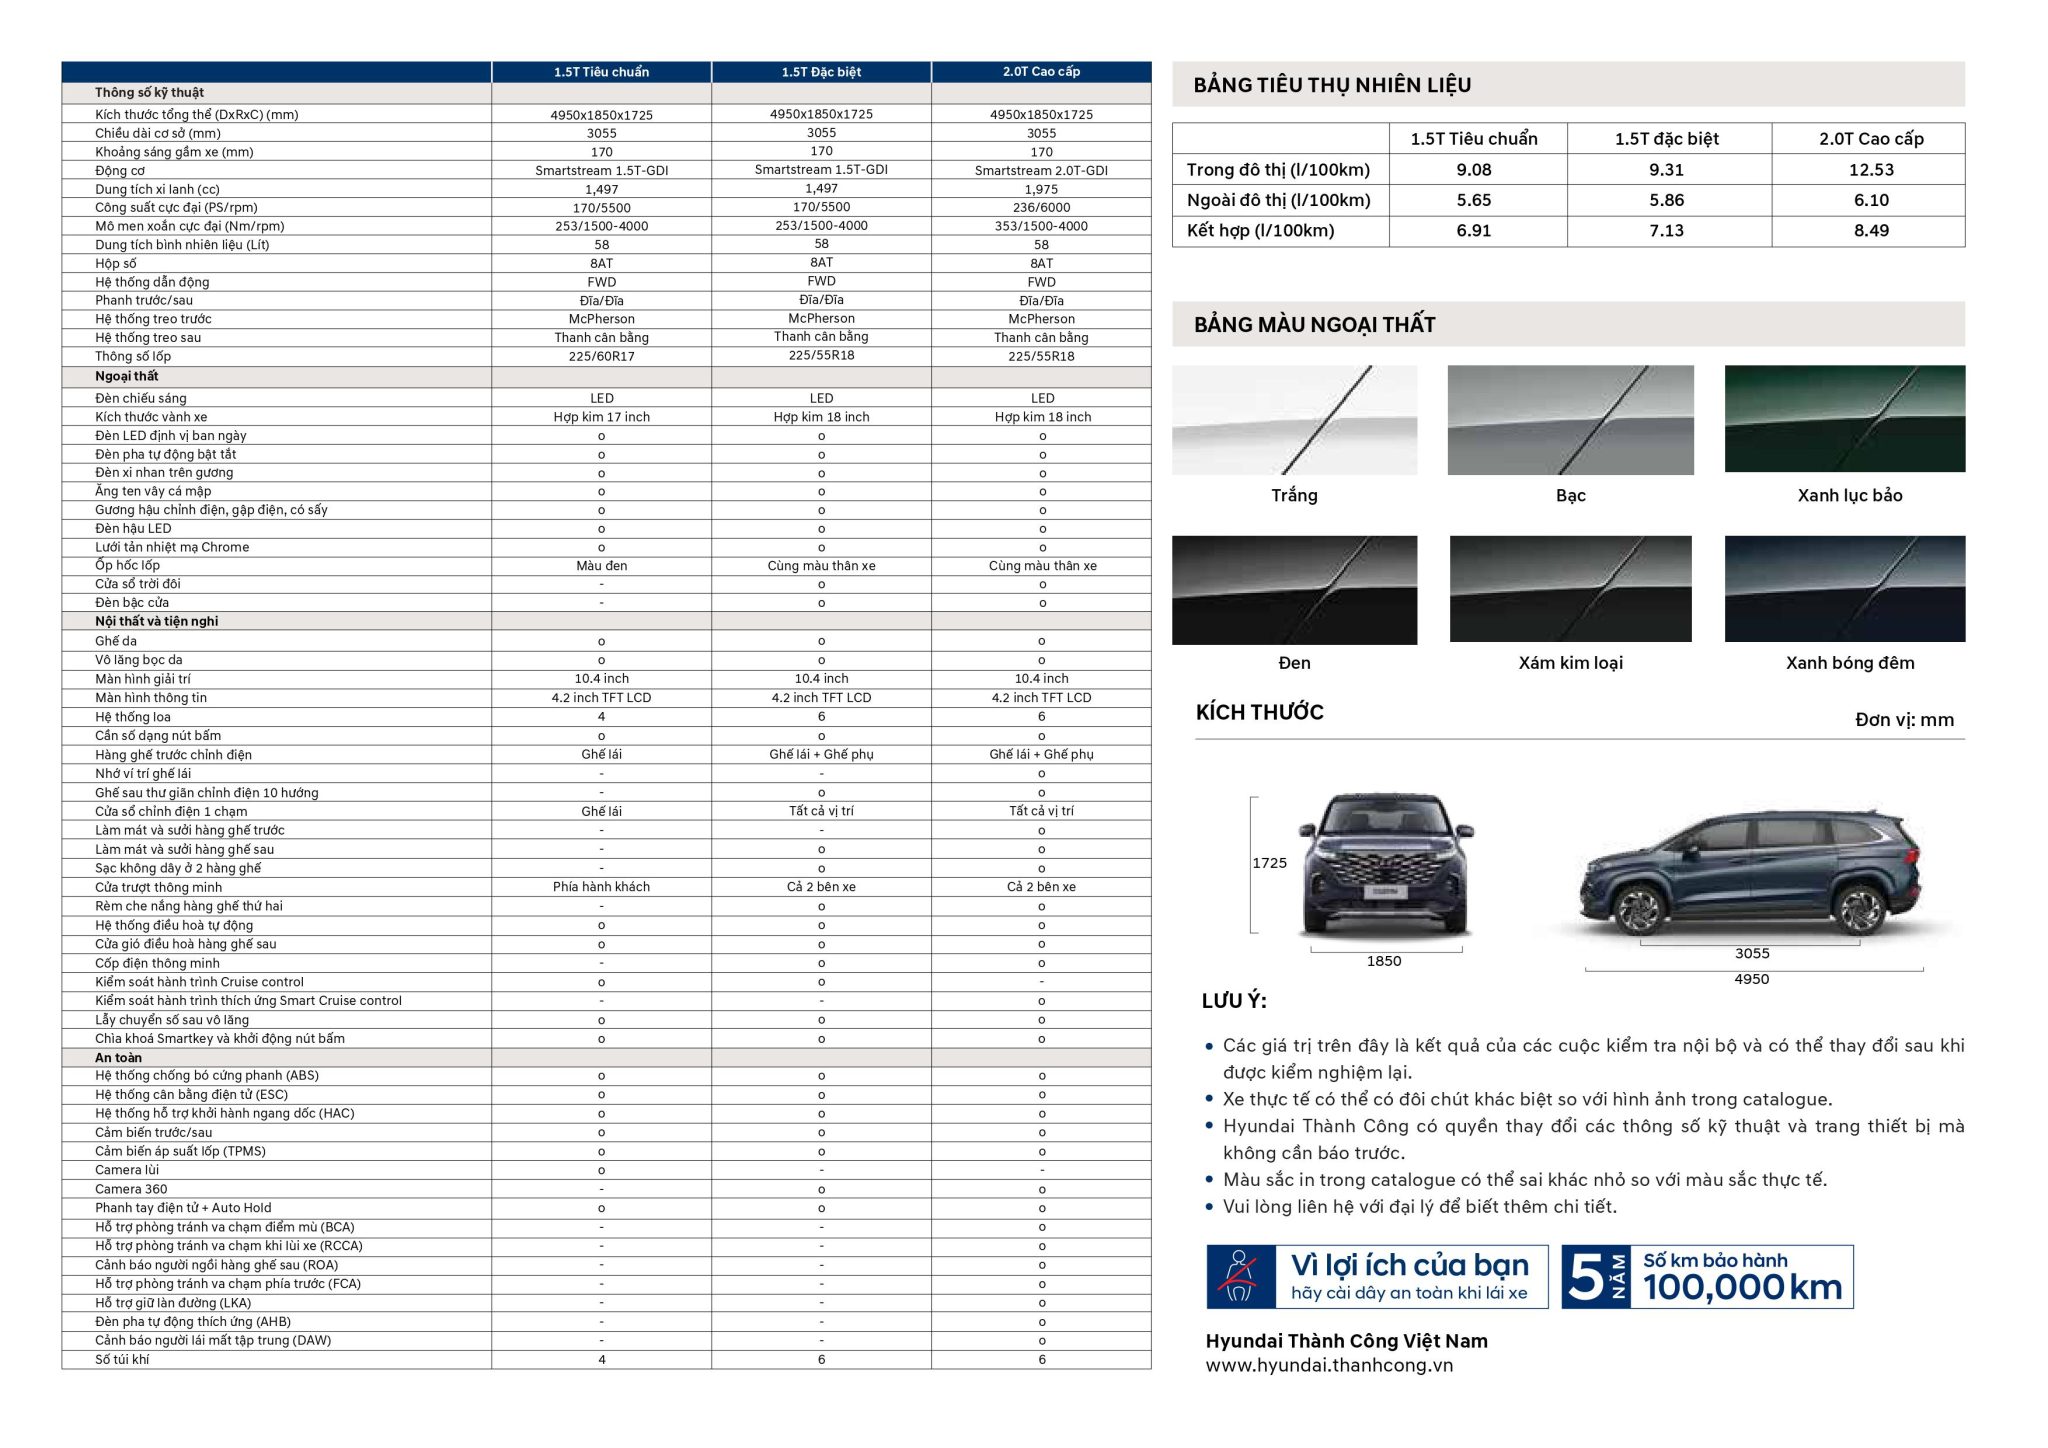 1.5T Tiêu chuẩn 1.5T Đặc biệt 2.0T Cao cấp
Thông số kỹ thuật
Kích thước tổng thể (DxRxC) (mm) 4950x1850x1725 4950x1850x1725 4950x1850x1725
Chiều dài cơ sở (mm) 3055 3055 3055
Khoảng sáng gầm xe (mm) 170 170 170
Động cơ Smartstream 1.5T-GDI Smartstream 1.5T-GDI Smartstream 2.0T-GDI
Dung tích xi lanh (cc) 1,497 1,497 1,975
Công suất cực đại (PS/rpm) 170/5500 170/5500 236/6000
Mô men xoắn cực đại (Nm/rpm) 253/1500-4000 253/1500-4000 353/1500-4000
Dung tích bình nhiên liệu (Lít) 58 58 58
Hộp số 8AT 8AT 8AT
Hệ thống dẫn động FWD FWD FWD
Phanh trước/sau Đĩa/Đĩa Đĩa/Đĩa Đĩa/Đĩa
Hệ thống treo trước McPherson McPherson McPherson
Hệ thống treo sau Thanh cân bằng Thanh cân bằng Thanh cân bằng
Thông số lốp 225/60R17 225/55R18 225/55R18
Ngoại thất
Đèn chiếu sáng LED LED LED
Kích thước vành xe Hợp kim 17 inch Hợp kim 18 inch Hợp kim 18 inch
Đèn LED định vị ban ngày o o o
Đèn pha tự động bật tắt o o o
Đèn xi nhan trên gương o o o
Ăng ten vây cá mập o o o
Gương hậu chỉnh điện, gập điện, có sấy o o o
Đèn hậu LED o o o
Lưới tản nhiệt mạ Chrome o o o
Ốp hốc lốp Màu đen Cùng màu thân xe Cùng màu thân xe
Cửa sổ trời đôi - o o
Đèn bậc cửa - o o
Nội thất và tiện nghi
Ghế da o o o
Vô lăng bọc da o o o
Màn hình giải trí 10.4 inch 10.4 inch 10.4 inch
Màn hình thông tin 4.2 inch TFT LCD 4.2 inch TFT LCD 4.2 inch TFT LCD
Hệ thống loa 4 6 6
Cần số dạng nút bấm o o o
Hàng ghế trước chỉnh điện Ghế lái Ghế lái + Ghế phụ Ghế lái + Ghế phụ
Nhớ ví trí ghế lái - - o
Ghế sau thư giãn chỉnh điện 10 hướng - o o
Cửa sổ chỉnh điện 1 chạm Ghế lái Tất cả vị trí Tất cả vị trí
Làm mát và sưởi hàng ghế trước - - o
Làm mát và sưởi hàng ghế sau - o o
Sạc không dây ở 2 hàng ghế - o o
Cửa trượt thông minh Phía hành khách Cả 2 bên xe Cả 2 bên xe
Rèm che nắng hàng ghế thứ hai - o o
Hệ thống điều hoà tự động o o o
Cửa gió điều hoà hàng ghế sau o o o
Cốp điện thông minh - o o
Kiểm soát hành trình Cruise control o o -
Kiểm soát hành trình thích ứng Smart Cruise control - - o
Lẫy chuyển số sau vô lăng o o o
Chìa khoá Smartkey và khởi động nút bấm o o o
An toàn
Hệ thống chống bó cứng phanh (ABS) o o o
Hệ thống cân bằng điện tử (ESC) o o o
Hệ thống hỗ trợ khởi hành ngang dốc (HAC) o o o
Cảm biến trước/sau o o o
Cảm biến áp suất lốp (TPMS) o o o
Camera lùi o - -
Camera 360 - o o
Phanh tay điện tử + Auto Hold o o o
Hỗ trợ phòng tránh va chạm điểm mù (BCA) - - o
Hỗ trợ phòng tránh va chạm khi lùi xe (RCCA) - - o
Cảnh báo người ngồi hàng ghế sau (ROA) - - o
Hỗ trợ phòng tránh va chạm phía trước (FCA) - - o
Hỗ trợ giữ làn đường (LKA) - - o
Đèn pha tự động thích ứng (AHB) - - o
Cảnh báo người lái mất tập trung (DAW) - - o
Số túi khí 4 6 6
BẢNG TIÊU THỤ NHIÊN LIỆU
1.5T Tiêu chuẩn 1.5T đặc biệt 2.0T Cao cấp
Trong đô thị (l/100km) 9.08 9.31 12.53
Ngoài đô thị (l/100km) 5.65 5.86 6.10
Kết hợp (l/100km) 6.91 7.13 8.49
BẢNG MÀU NGOẠI THẤT
Trắng Bạc Xanh lục bảo
Đen Xám kim loại Xanh bóng đêm
KÍCH THƯỚC Đơn vị: mm
1725
1850
3055
4950
LƯU Ý:
• Các giá trị trên đây là kết quả của các cuộc kiểm tra nội bộ và có thể thay đổi sau khi
được kiểm nghiệm lại.
• Xe thực tế có thể có đôi chút khác biệt so với hình ảnh trong catalogue.
• Hyundai Thành Công có quyền thay đổi các thông số kỹ thuật và trang thiết bị mà
không cần báo trước.
• Màu sắc in trong catalogue có thể sai khác nhỏ so với màu sắc thực tế.
• Vui lòng liên hệ với đại lý để biết thêm chi tiết.
Vì lợi ích của bạn
hãy cài dây an toàn khi lái xe
5 NĂM
Số km bảo hành
100,000 km
Hyundai Thành Công Việt Nam
www.hyundai.thanhcong.vn